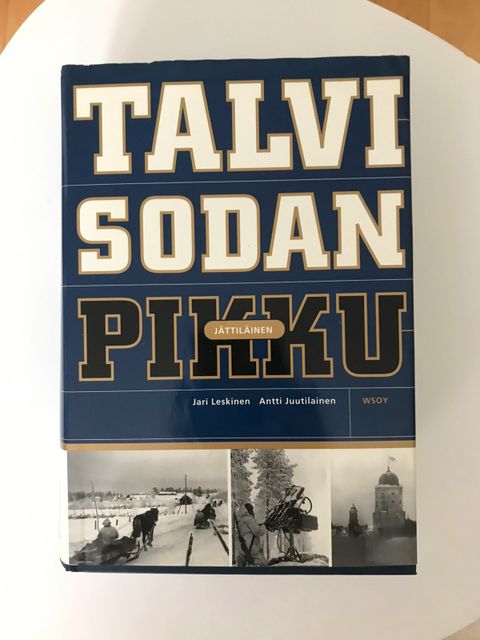 TALVI
SODAN
PIKKU
JÄTTILÄINEN
Jari Leskinen Antti Juutilainen WSOY